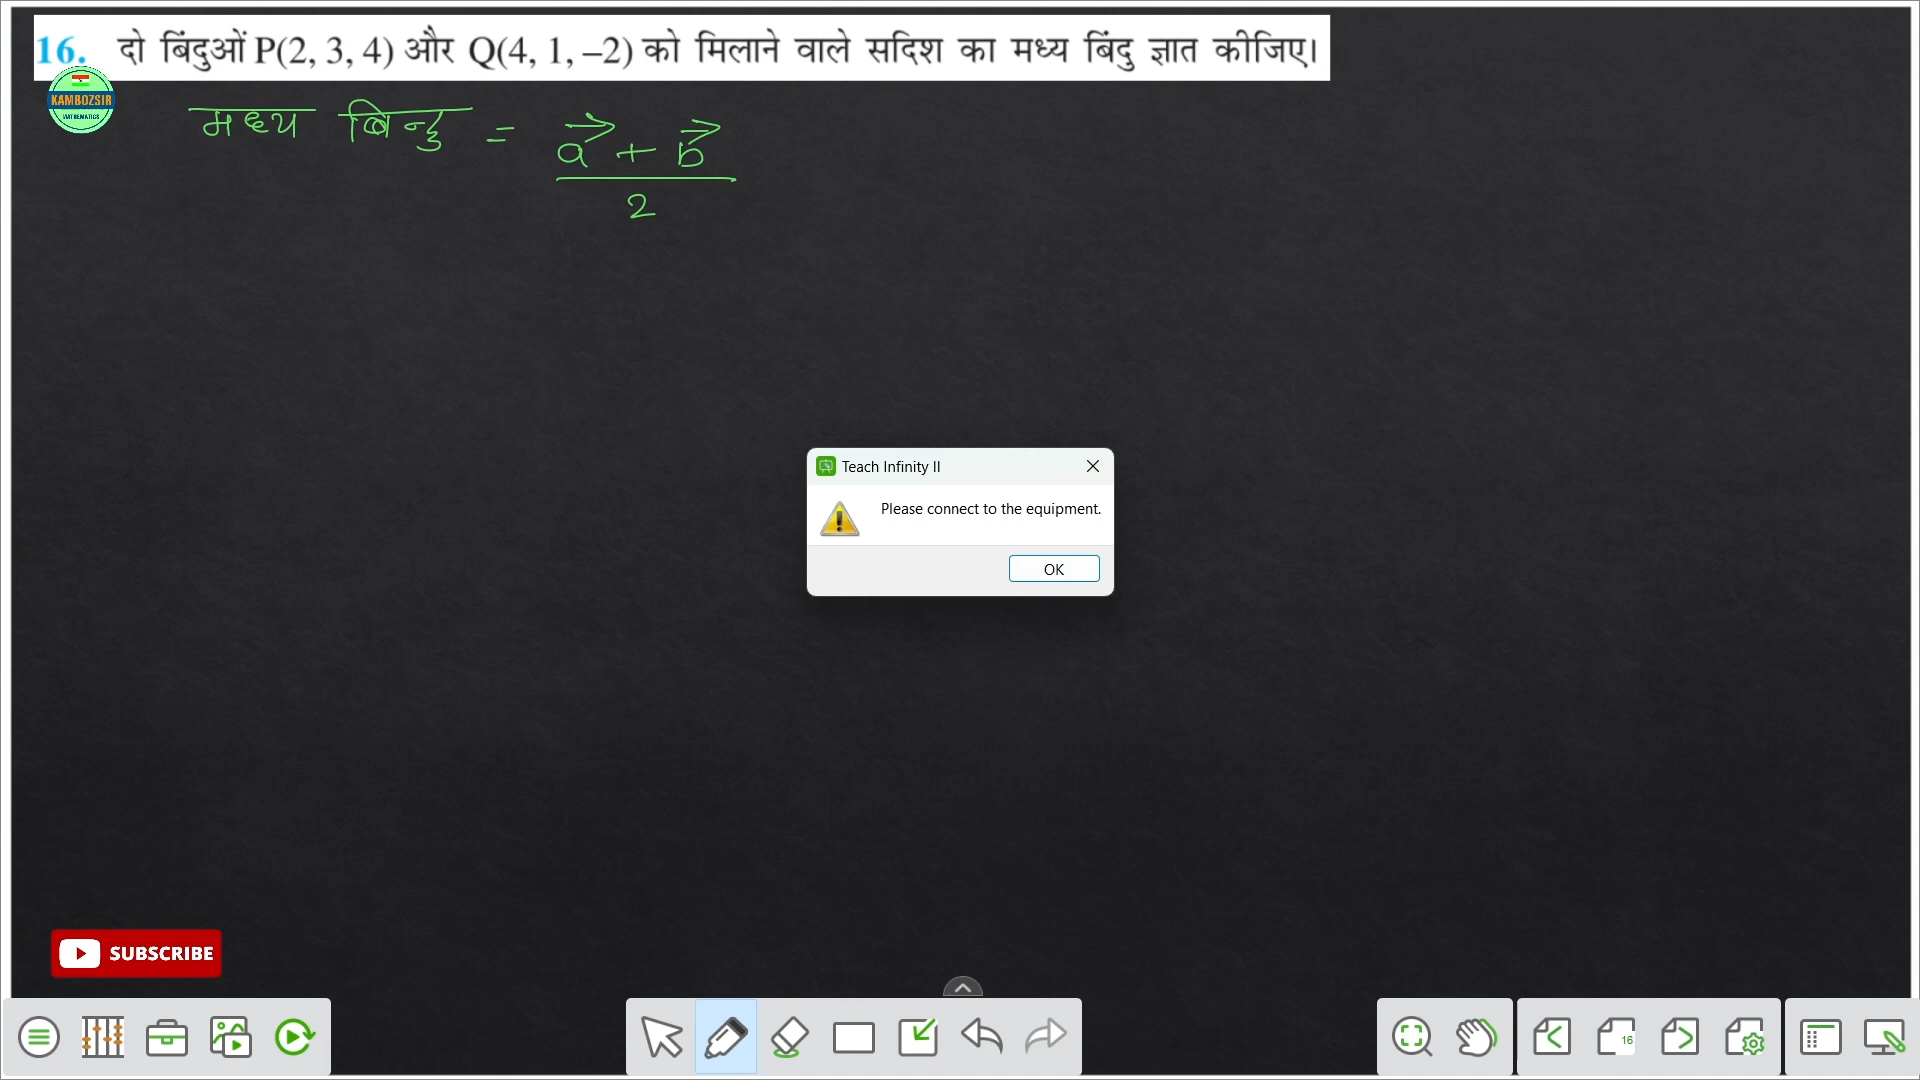 16. दो बिंदुओं P(2, 3, 4) और Q(4, 1, –2) को मिलाने वाले सदिश का मध्य बिंदु ज्ञात कीजिए।
KAMBOZSIR
MATHEMATICS
मध्य बिन्दु = a⃗ + b⃗
2
Teach Infinity II
Please connect to the equipment.
OK
SUBSCRIBE
16